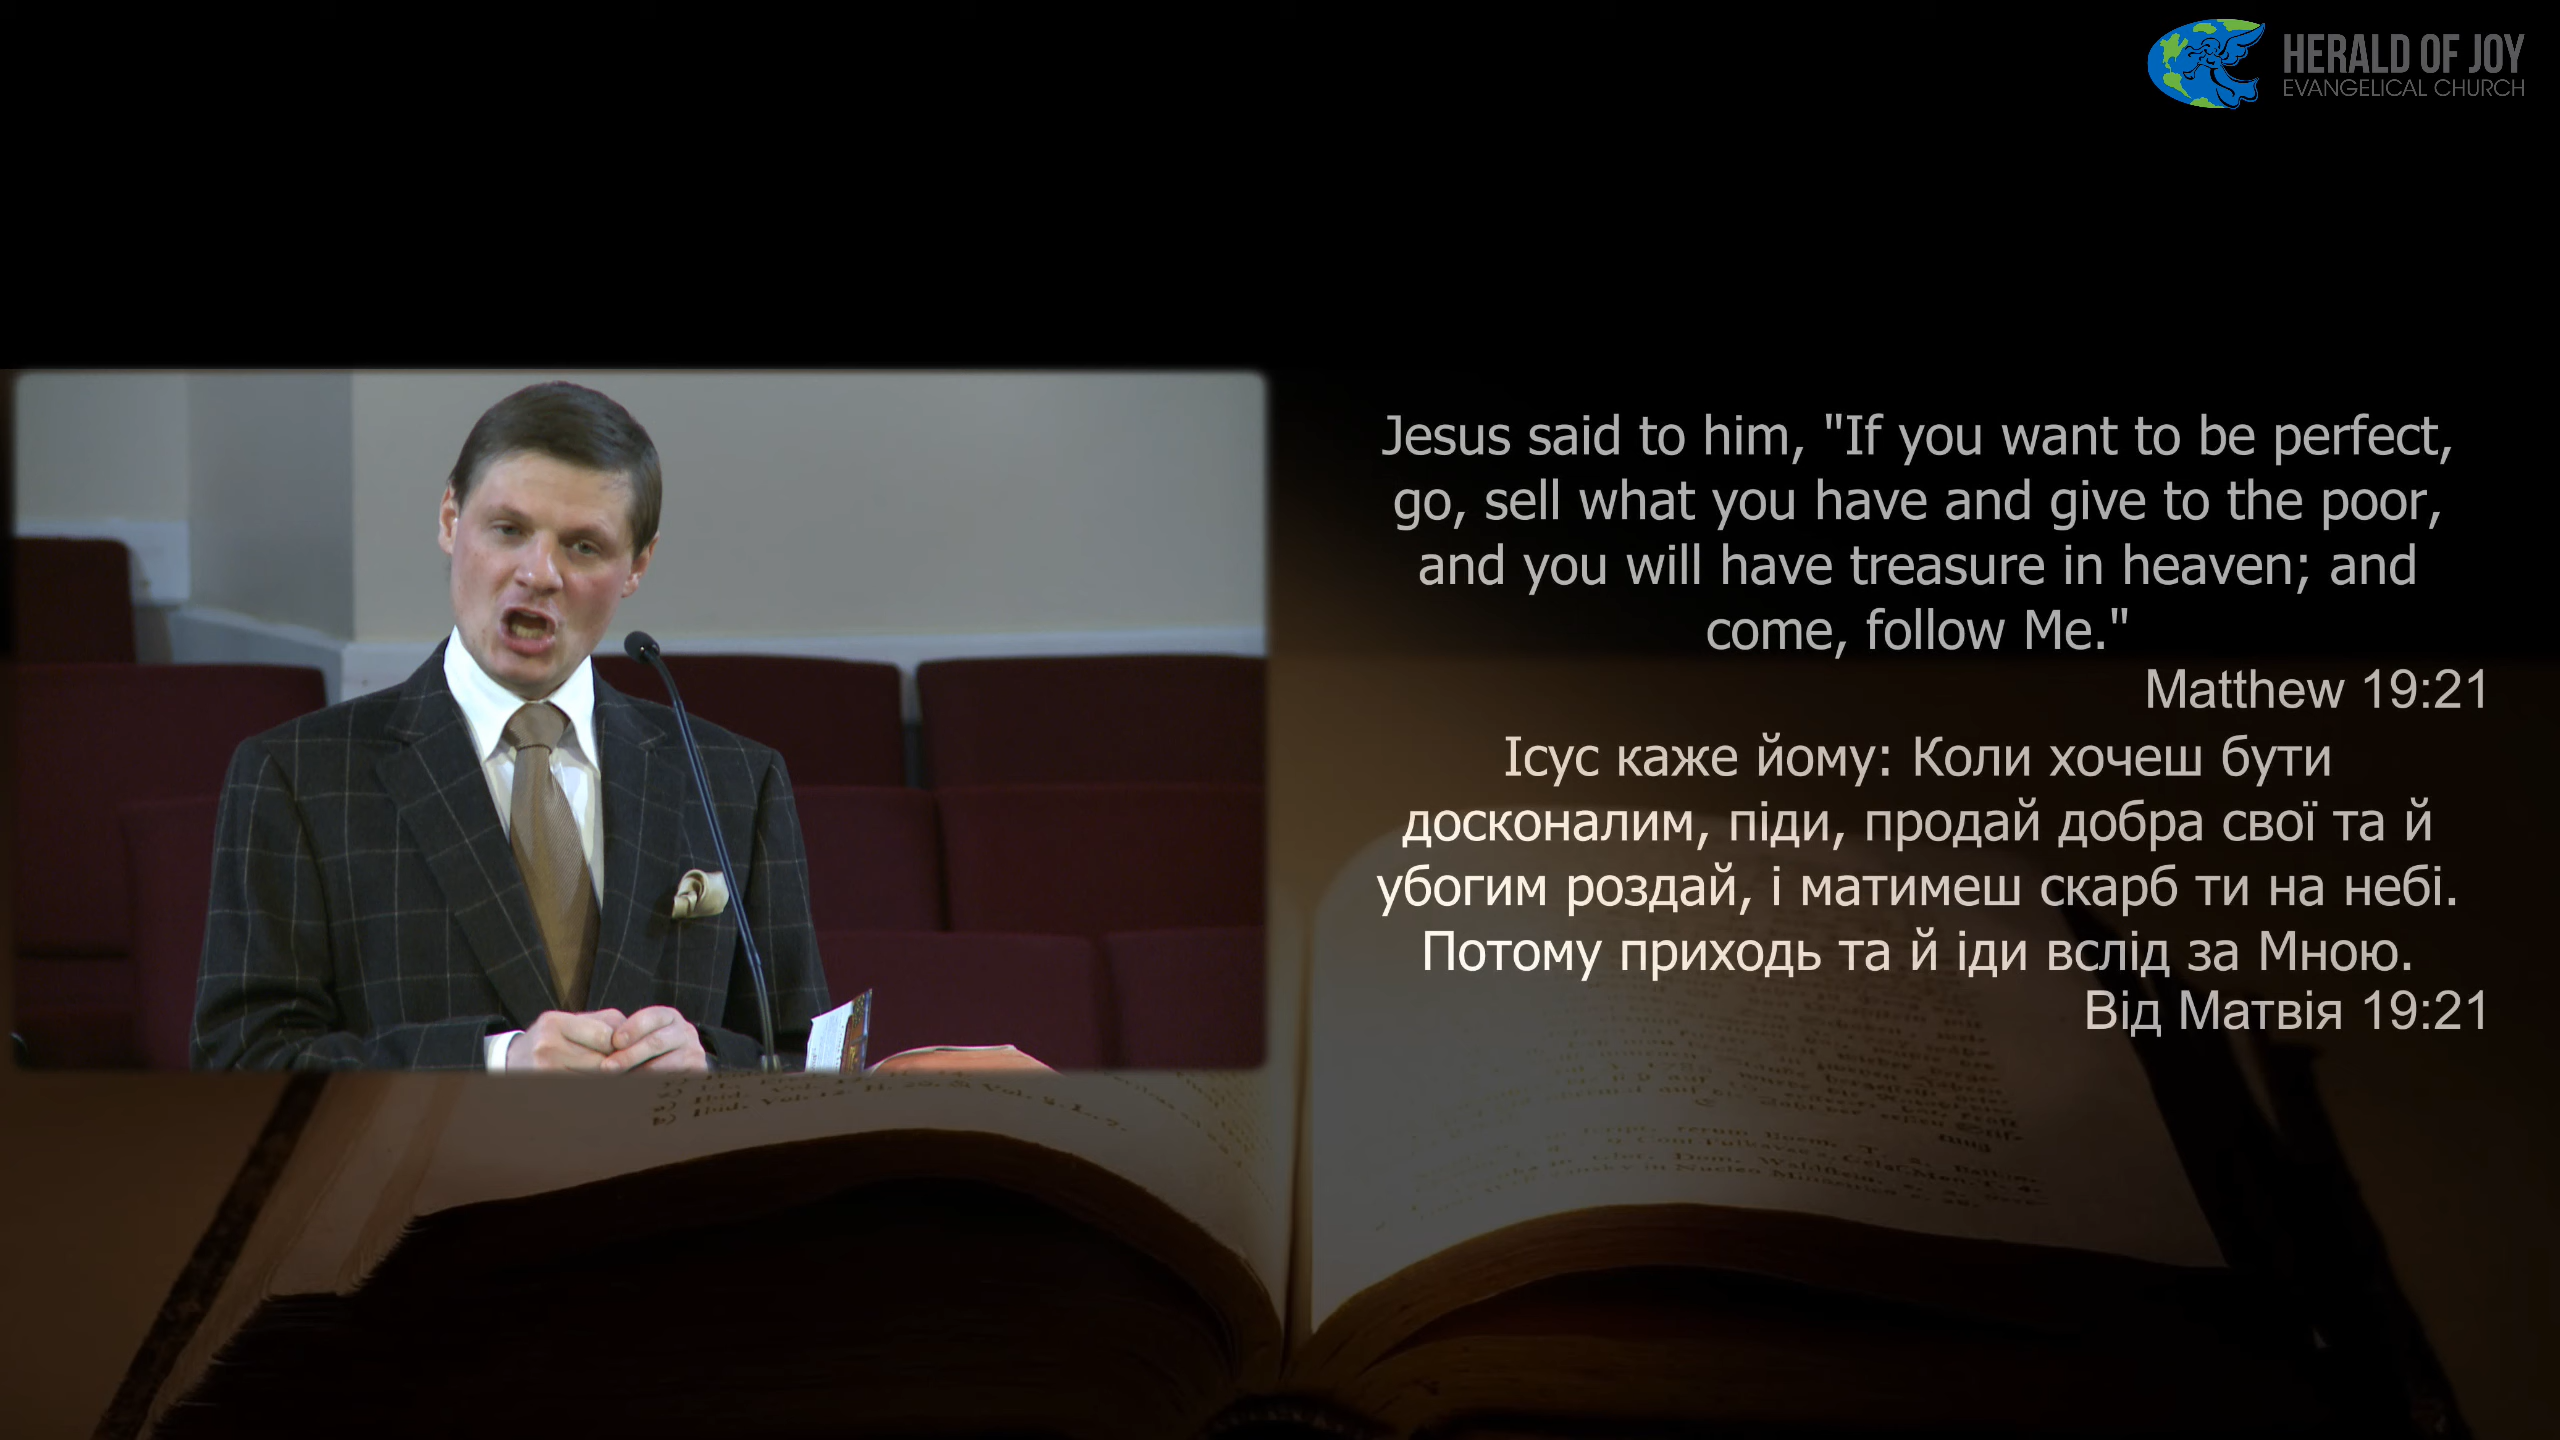 HERALD OF JOY
EVANGELICAL CHURCH
Jesus said to him, "If you want to be perfect,
go, sell what you have and give to the poor,
and you will have treasure in heaven; and
come, follow Me."
Matthew 19:21
Ісус каже йому: Коли хочеш бути
досконалим, піди, продай добра свої та й
убогим роздай, і матимеш скарб ти на небі.
Потому приходь та й іди вслід за Мною.
Від Матвія 19:21